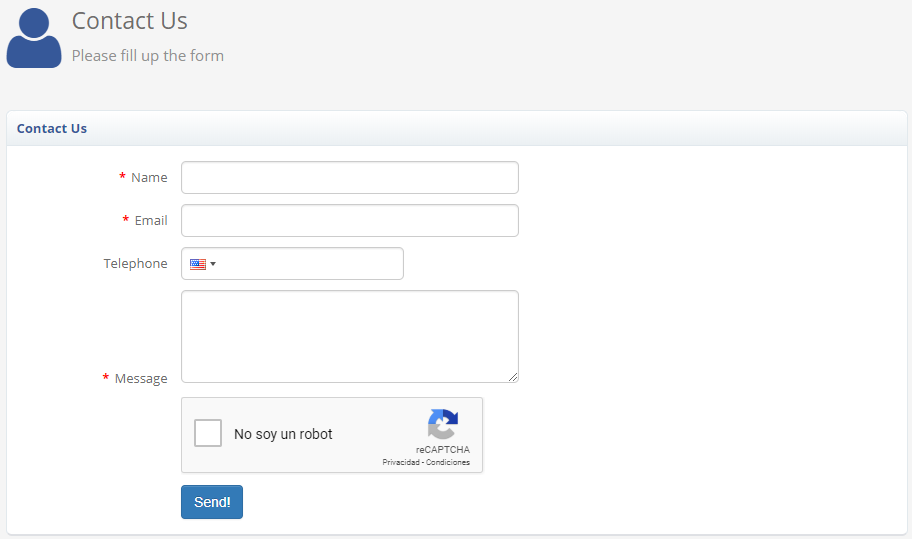 Contact Us
Please fill up the form
Contact Us
* Name
* Email
Telephone
* Message
No soy un robot
reCAPTCHA
Privacidad - Condiciones
Send!